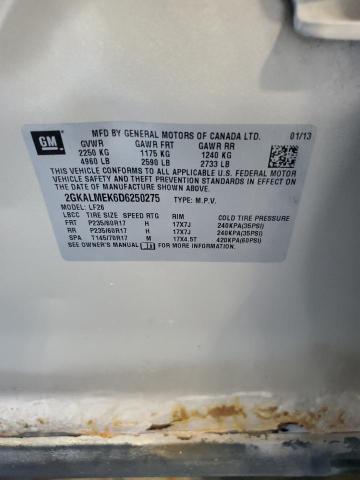 GM
MFD BY GENERAL MOTORS OF CANADA LTD. 01/13
GVWR GAWR FRT GAWR RR
2250 KG 1175 KG 1240 KG
4960 LB 2590 LB 2733 LB
THIS VEHICLE CONFORMS TO ALL APPLICABLE U.S.
FEDERAL MOTOR VEHICLE SAFETY AND THEFT
PREVENTION STANDARDS IN EFFECT ON THE DATE OF
MANUFACTURE SHOWN ABOVE.
2GKALMEK6D6250275 TYPE: M.P.V.
MODEL: LF26
LBCC TIRE SIZE SPEED RTG RIM COLD TIRE PRESSURE
FRT P235/60R17 H 17X7J 240KPA(35PSI)
RR P235/60R17 H 17X7J 240KPA(35PSI)
SPA T145/70R17 M 17X4.5T 420KPA(60PSI)
SEE OWNER'S MANUAL FOR MORE INFORMATION.